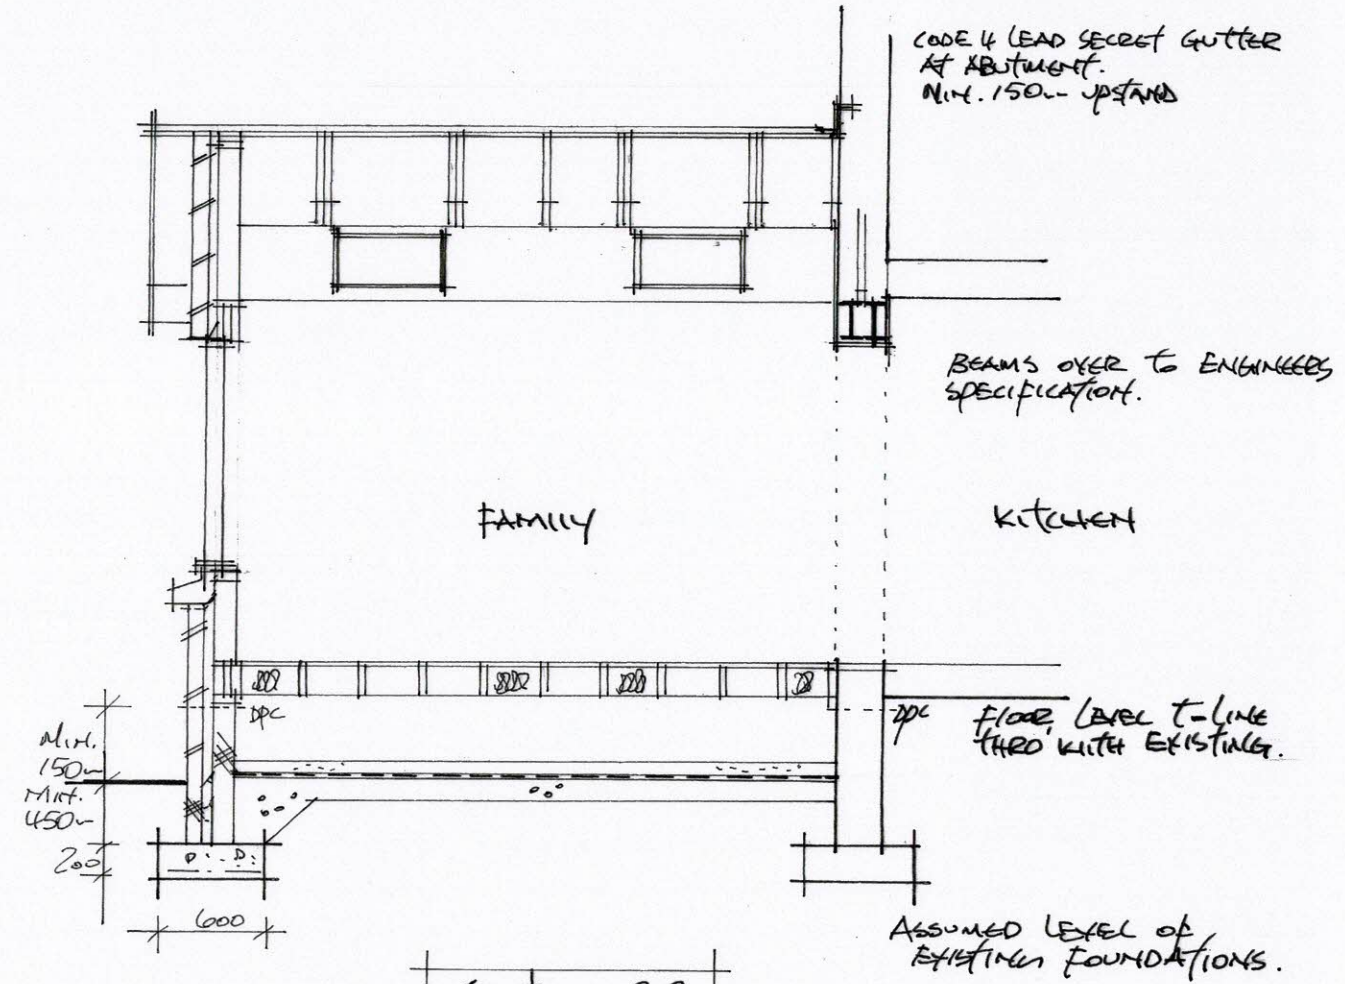 CODE 4 LEAD SECRET GUTTER
AT ABUTMENT.
MIN. 150mm UPSTAND
BEAMS OVER TO ENGINEERS
SPECIFICATION.
FAMILY
KITCHEN
DPC
DPC
FLOOR LEVEL TO LINE
THRO WITH EXISTING.
MIN.
150mm
MIN.
450mm
200
600
ASSUMED LEVEL OF
EXISTING FOUNDATIONS.